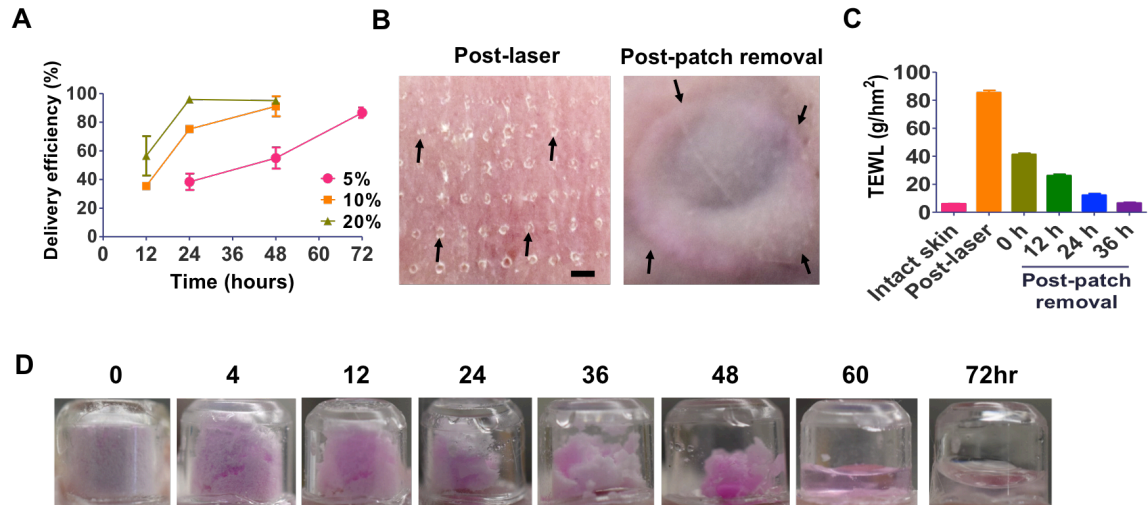 A
Delivery efficiency (%)
100
80
60
40
20
0
0 12 24 36 48 60 72
Time (hours)
5%
10%
20%
B
Post-laser
Post-patch removal
C
TEWL (g/hm²)
100
80
60
40
20
0
Intact skin
Post-laser
0 h
12 h
24 h
36 h
Post-patch
removal
D
0 4 12 24 36 48 60 72hr